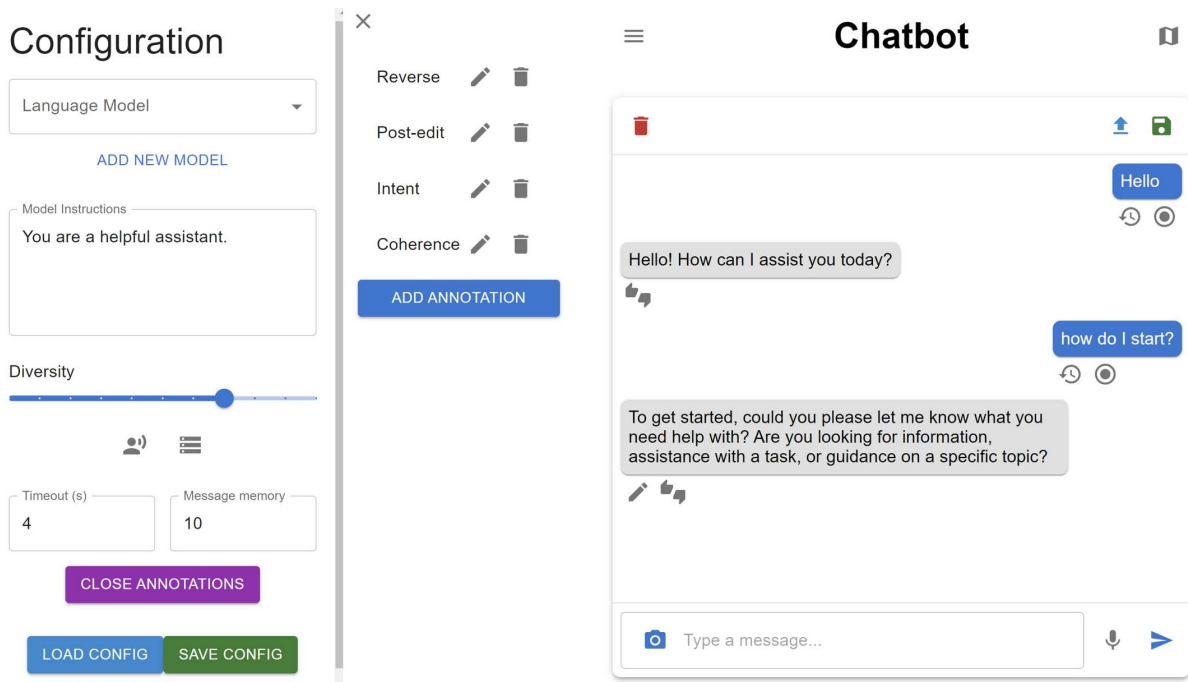 Configuration
Language Model
ADD NEW MODEL
Model Instructions
You are a helpful assistant.
Diversity
Timeout (s)
4
Message memory
10
CLOSE ANNOTATIONS
LOAD CONFIG
SAVE CONFIG
Reverse
Post-edit
Intent
Coherence
ADD ANNOTATION
Chatbot
Hello
Hello! How can I assist you today?
how do I start?
To get started, could you please let me know what you
need help with? Are you looking for information,
assistance with a task, or guidance on a specific topic?
Type a message...